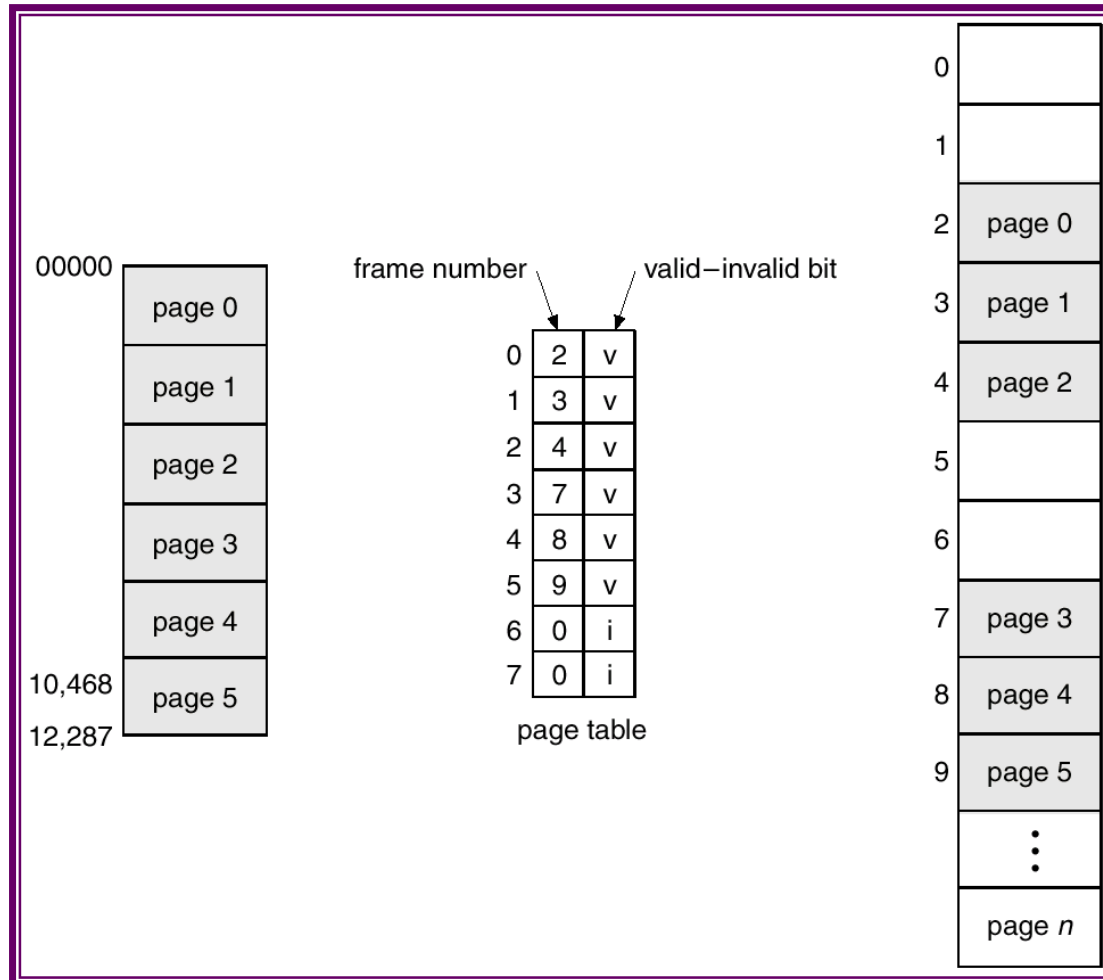 00000
page 0
page 1
page 2
page 3
page 4
10,468
page 5
12,287
frame number
valid–invalid bit
0 2 v
1 3 v
2 4 v
3 7 v
4 8 v
5 9 v
6 0 i
7 0 i
page table
0
1
2 page 0
3 page 1
4 page 2
5
6
7 page 3
8 page 4
9 page 5
page n